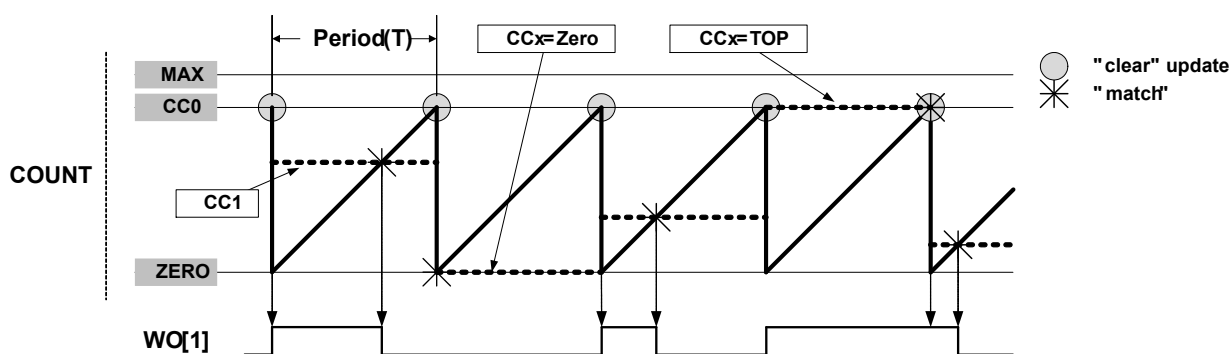 Period(T)
CCx=Zero
CCx=TOP
"clear" update
"match"
MAX
CC0
COUNT
CC1
ZERO
WO[1]